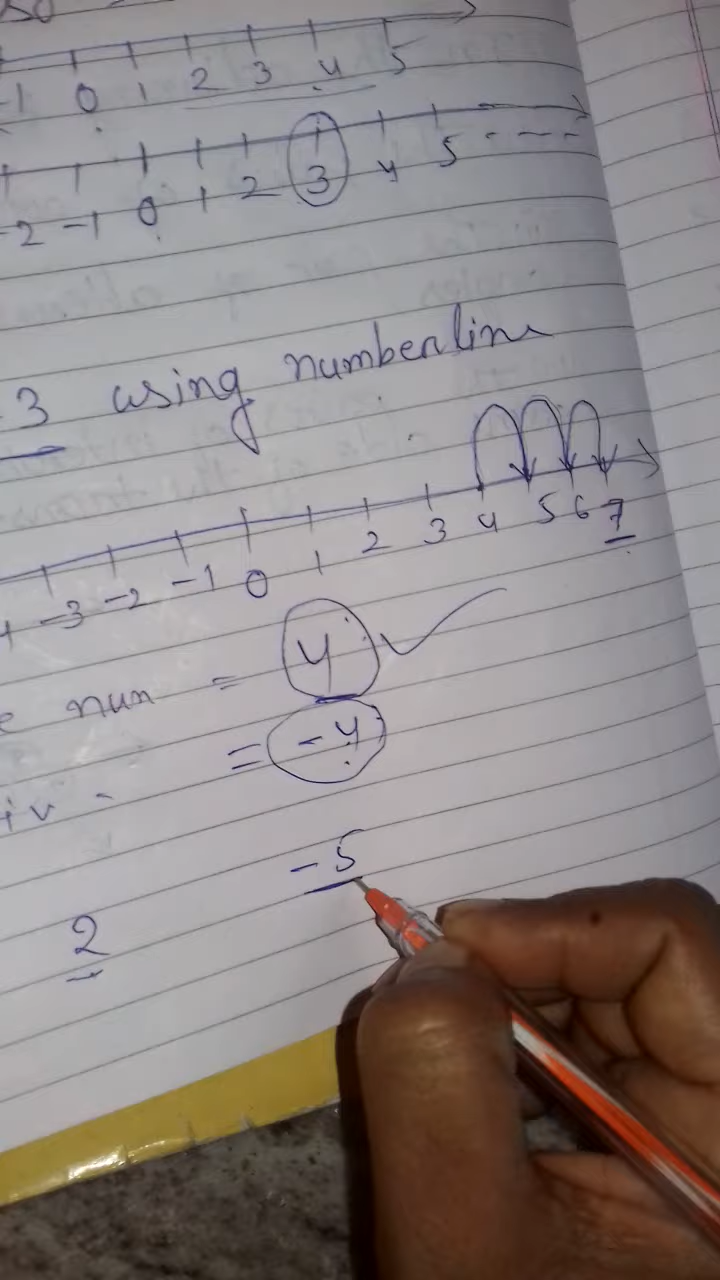 -1 0 1 2 3 4 5
-2 -1 0 1 2 3 4 5 ----
3 using numberline
-3 -2 -1 0 1 2 3 4 5 6 7
num = 4 ✓
= -4
-5
2